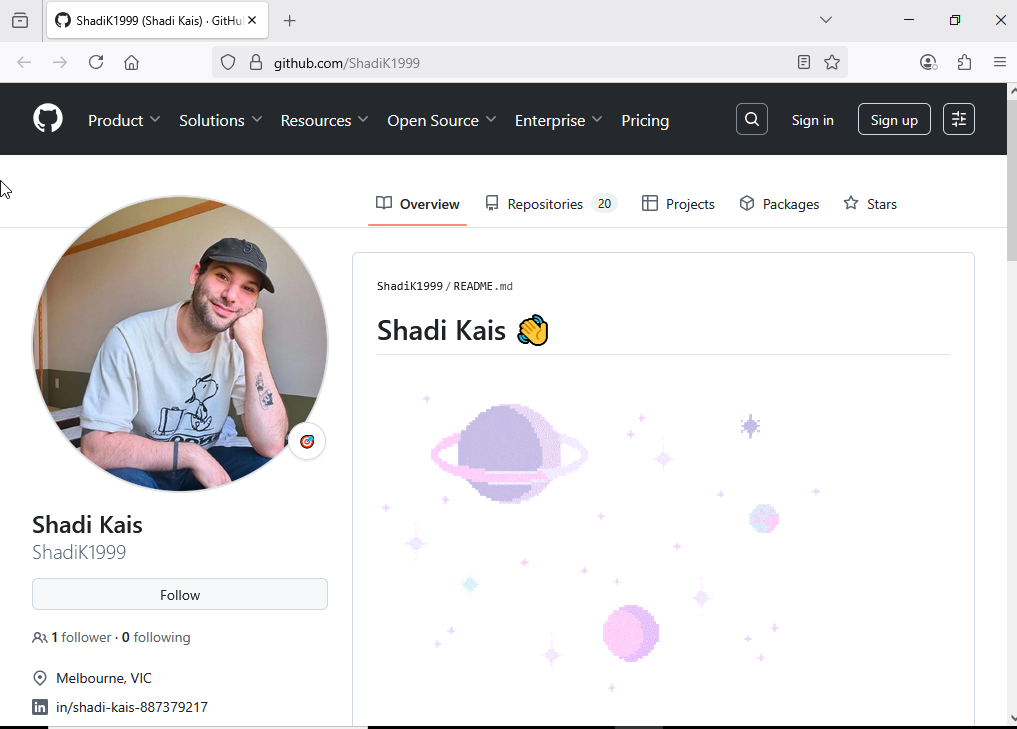 ShadiK1999 (Shadi Kais) · GitHu
github.com/ShadiK1999
Product Solutions Resources Open Source Enterprise Pricing Sign in Sign up
Overview Repositories 20 Projects Packages Stars
ShadiK1999/README.md
Shadi Kais
Shadi Kais
ShadiK1999
Follow
1 follower · 0 following
Melbourne, VIC
in/shadi-kais-887379217